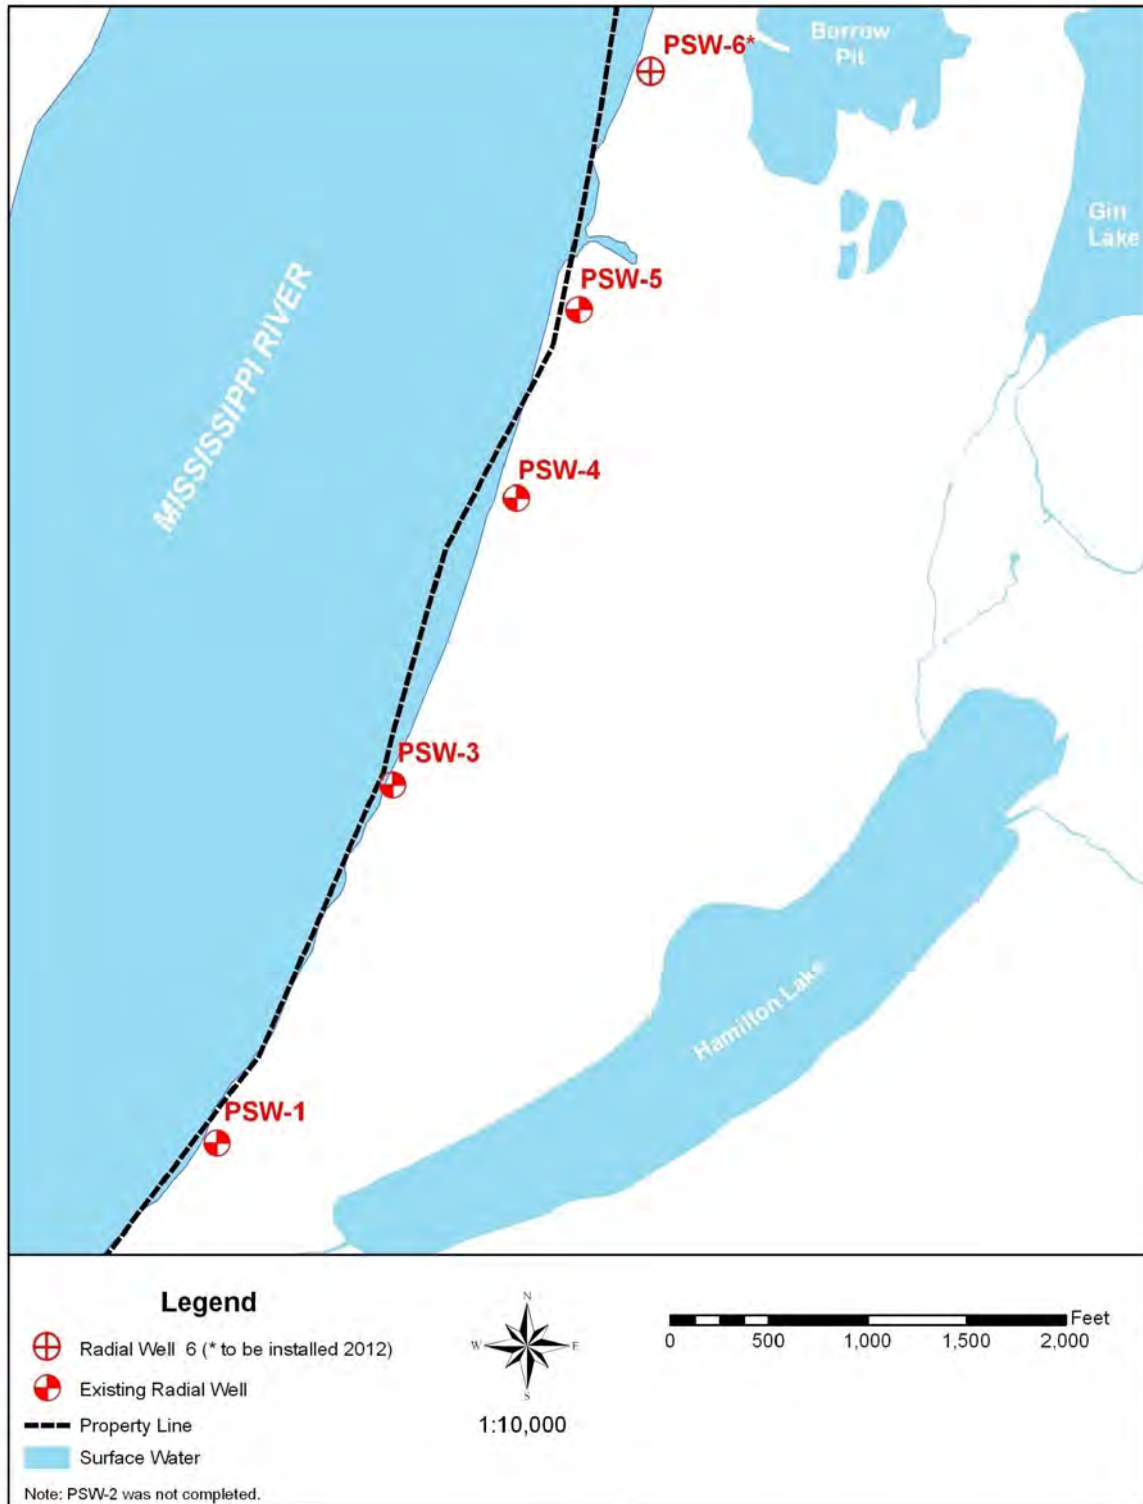 PSW-6*
Borrow
Pit
Gin
Lake
PSW-5
MISSISSIPPI RIVER
PSW-4
PSW-3
Hamilton Lake
PSW-1
Legend
Radial Well 6 (* to be installed 2012)
Existing Radial Well
Property Line
Surface Water
Note: PSW-2 was not completed.
N
W E
S
1:10,000
Feet
0 500 1,000 1,500 2,000